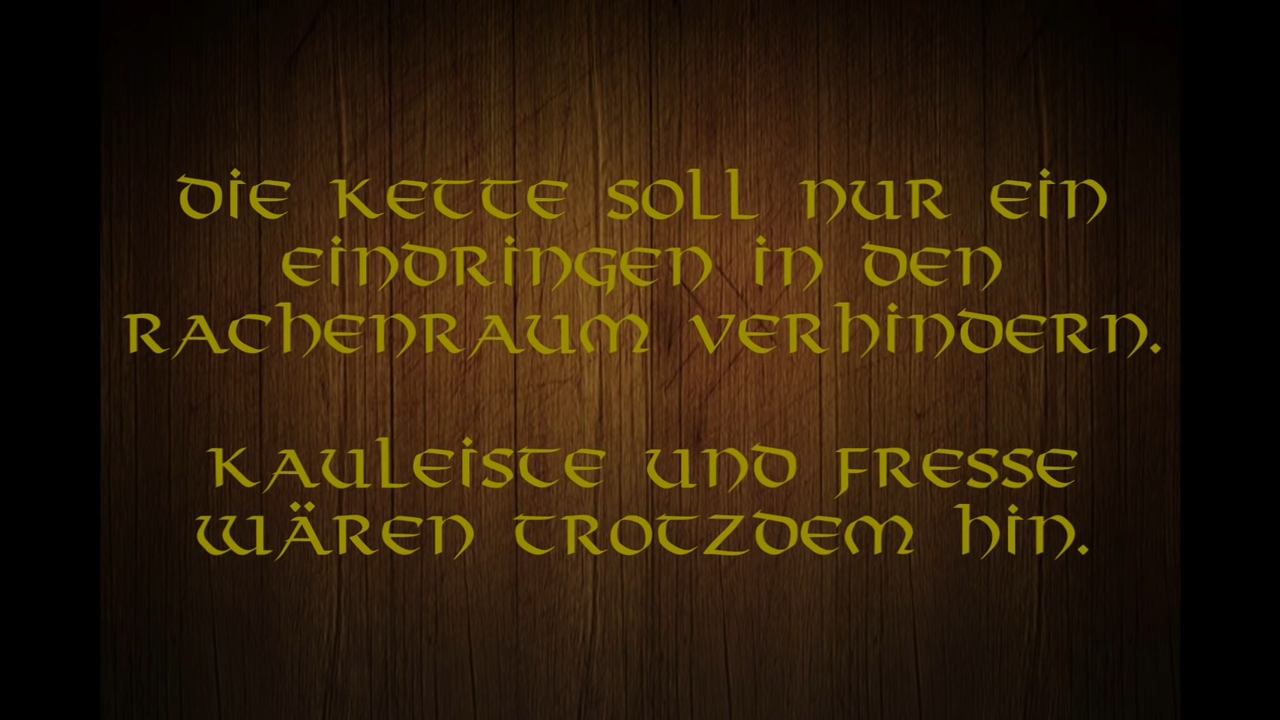 Die Kette soll nur ein
Eindringen in den
Rachenraum verhindern.
Kauleiste und Fresse
wären trotzdem hin.